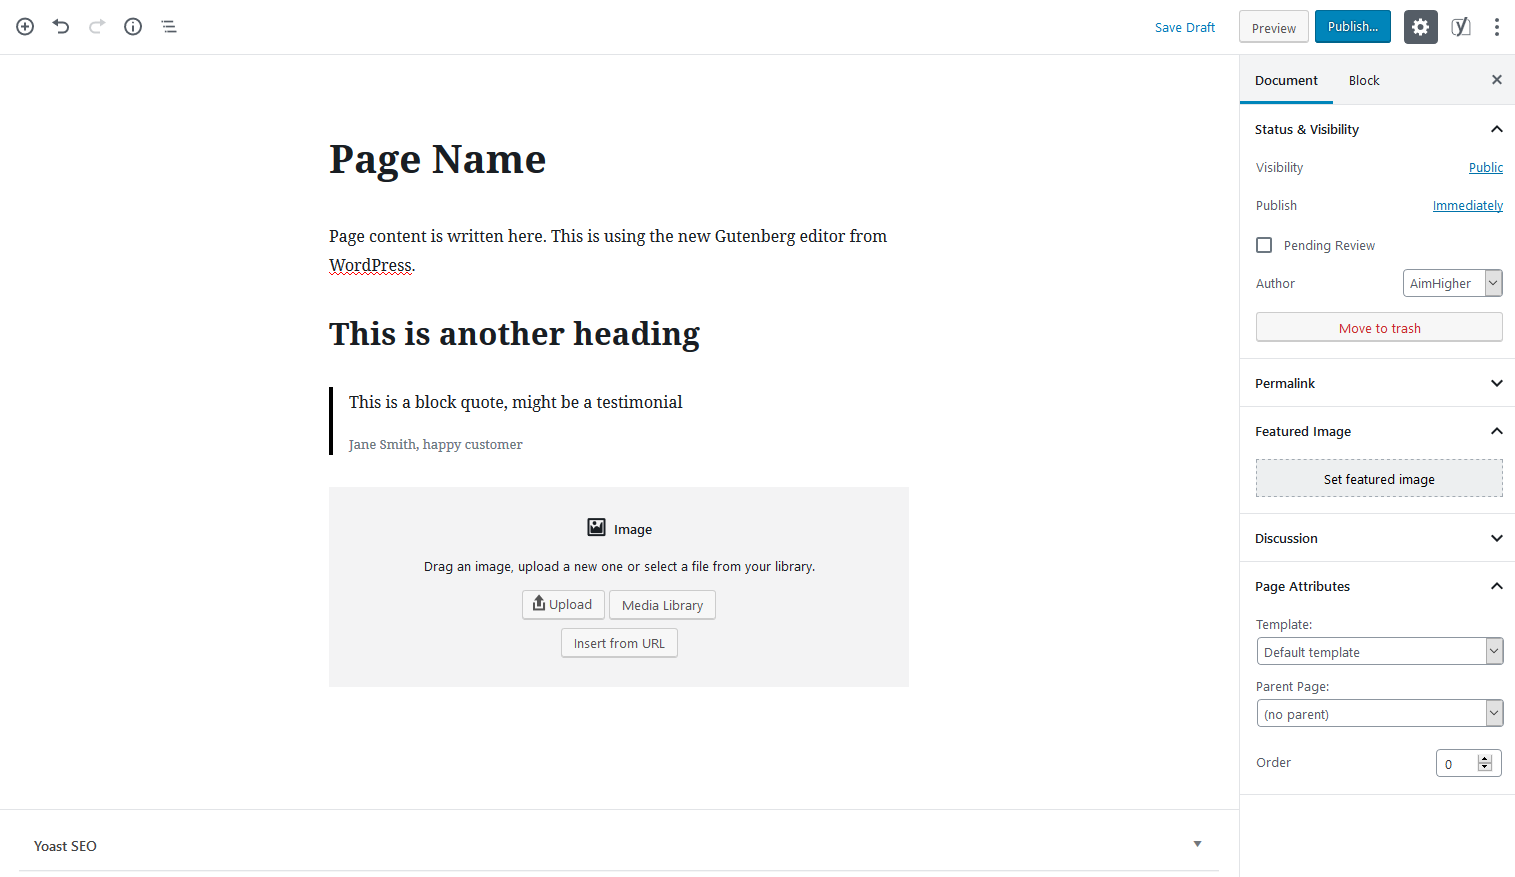 Save Draft
Preview
Publish...
Document
Block
Status & Visibility
Visibility
Public
Publish
Immediately
Pending Review
Author
AimHigher
Move to trash
Permalink
Featured Image
Set featured image
Discussion
Page Attributes
Template:
Default template
Parent Page:
(no parent)
Order
0
Page Name
Page content is written here. This is using the new Gutenberg editor from
WordPress.
This is another heading
This is a block quote, might be a testimonial
Jane Smith, happy customer
Image
Drag an image, upload a new one or select a file from your library.
Upload
Media Library
Insert from URL
Yoast SEO